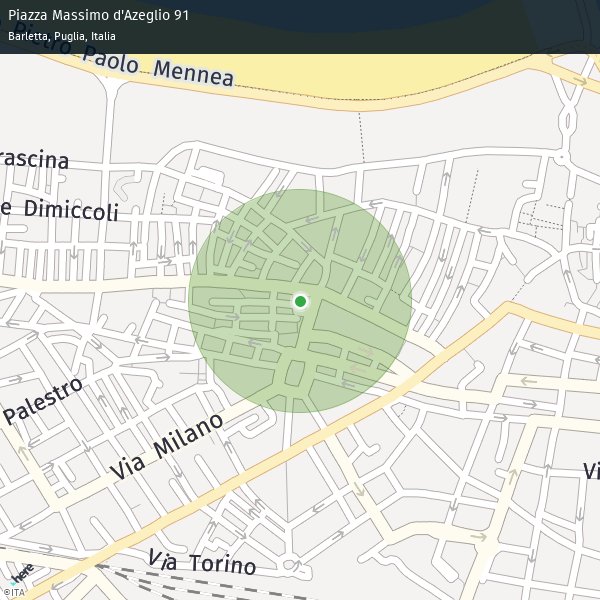 Piazza Massimo d'Azeglio 91
Barletta, Puglia, Italia
Pietro Paolo Mennea
rascina
e Dimiccoli
Palestro
Via Milano
Vi
Via Torino
here
©ITA